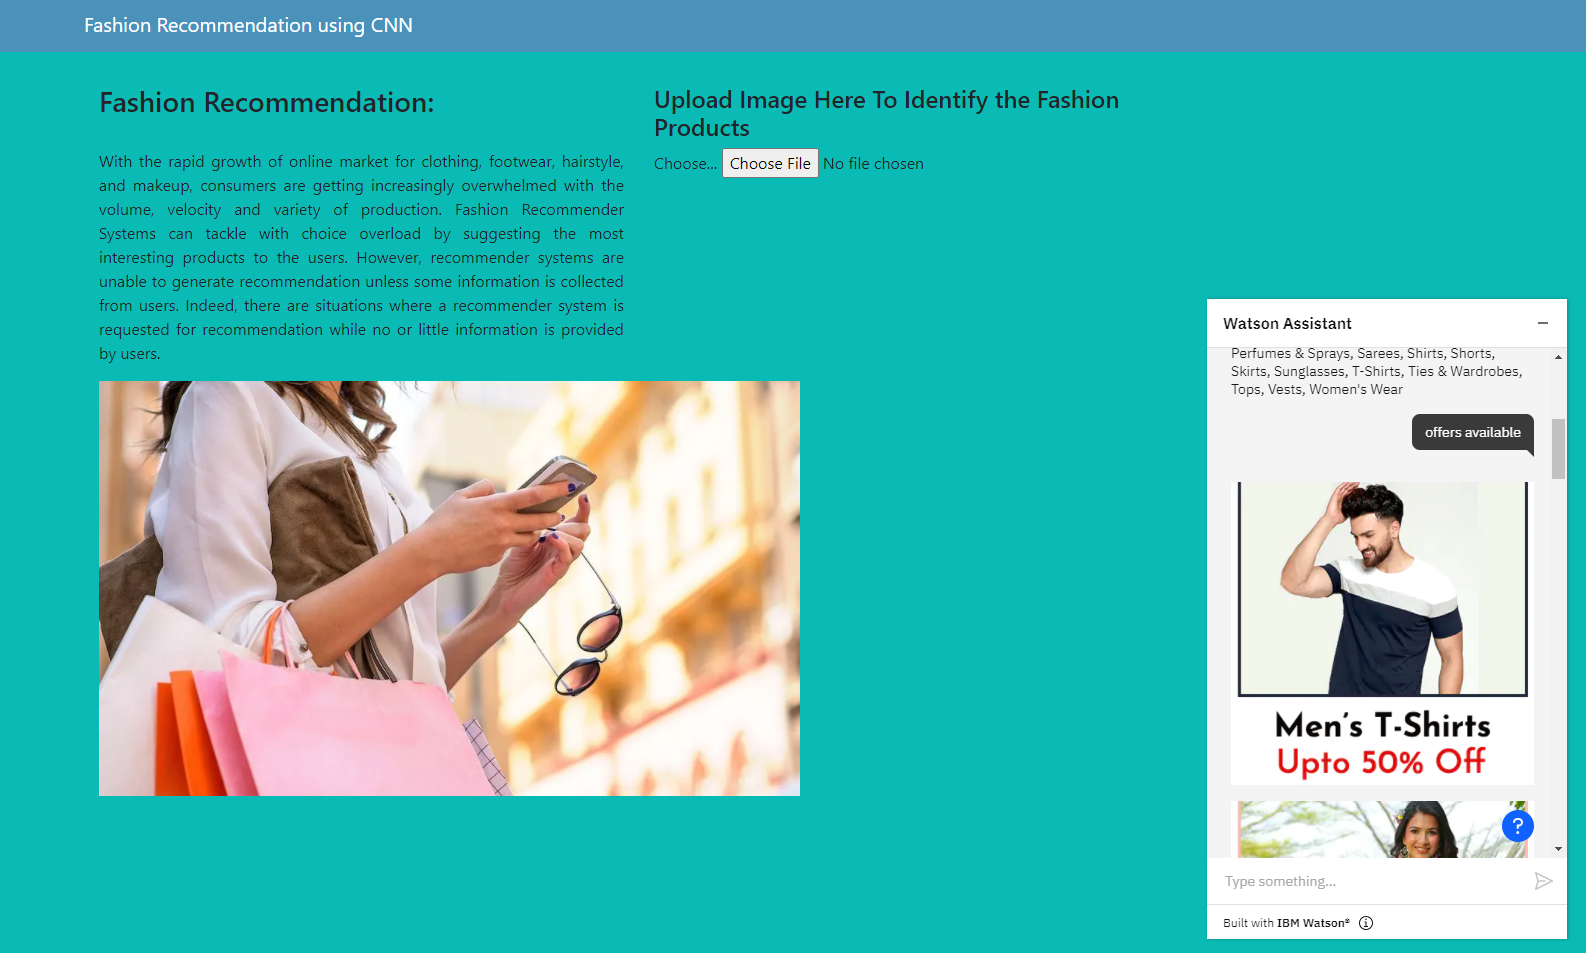 Fashion Recommendation using CNN
Fashion Recommendation:
With the rapid growth of online market for clothing, footwear, hairstyle,
and makeup, consumers are getting increasingly overwhelmed with the
volume, velocity and variety of production. Fashion Recommender
Systems can tackle with choice overload by suggesting the most
interesting products to the users. However, recommender systems are
unable to generate recommendation unless some information is collected
from users. Indeed, there are situations where a recommender system is
requested for recommendation while no or little information is provided
by users.
Upload Image Here To Identify the Fashion
Products
Choose... Choose File No file chosen
Watson Assistant
Perfumes & Sprays, Sarees, Shirts, Shorts,
Skirts, Sunglasses, T-Shirts, Ties & Wardrobes,
Tops, Vests, Women's Wear
offers available
Men's T-Shirts
Upto 50% Off
?
Type something...
Built with IBM Watson®